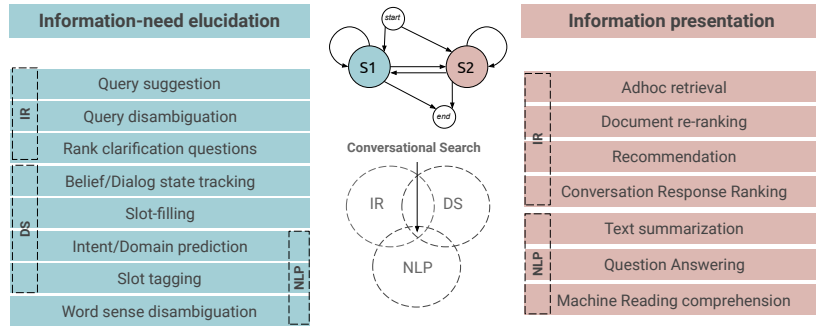 Information-need elucidation
IR
Query suggestion
Query disambiguation
Rank clarification questions
DS
Belief/Dialog state tracking
Slot-filling
Intent/Domain prediction
Slot tagging
Word sense disambiguation
NLP
start
S1
S2
end
Conversational Search
IR
DS
NLP
Information presentation
IR
Adhoc retrieval
Document re-ranking
Recommendation
Conversation Response Ranking
NLP
Text summarization
Question Answering
Machine Reading comprehension